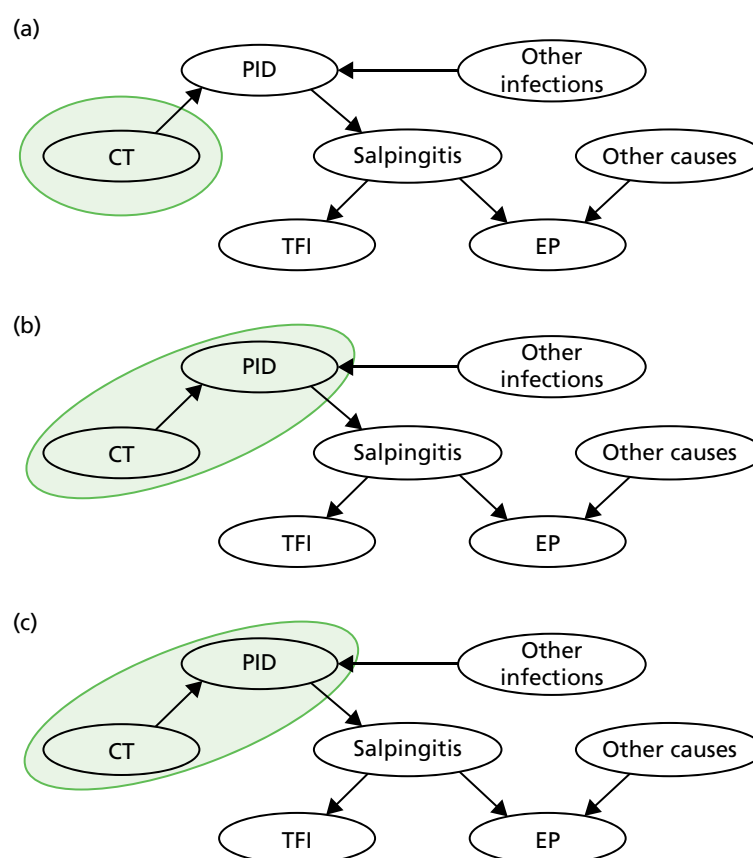 (a)
PID
Other
infections
CT
Salpingitis
Other causes
TFI
EP
(b)
PID
Other
infections
CT
Salpingitis
Other causes
TFI
EP
(c)
PID
Other
infections
CT
Salpingitis
Other causes
TFI
EP